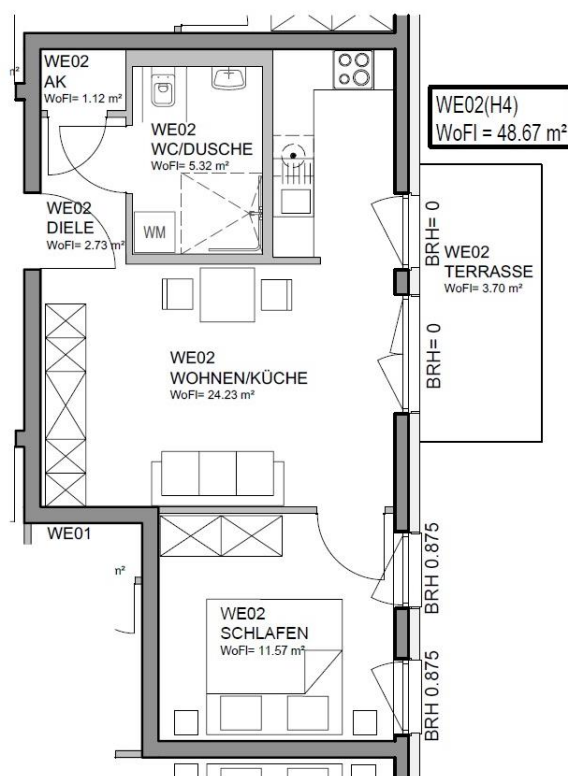 WE02
AK
WoFl= 1.12 m²
m²
WE02(H4)
WoFl = 48.67 m²
WE02
WC/DUSCHE
WoFl= 5.32 m²
WE02
DIELE
WoFl= 2.73 m²
WM
BRH= 0
WE02
TERRASSE
WoFl= 3.70 m²
BRH= 0
WE02
WOHNEN/KÜCHE
WoFl= 24.23 m²
WE01
m²
BRH 0.875
WE02
SCHLAFEN
WoFl= 11.57 m²
BRH 0.875